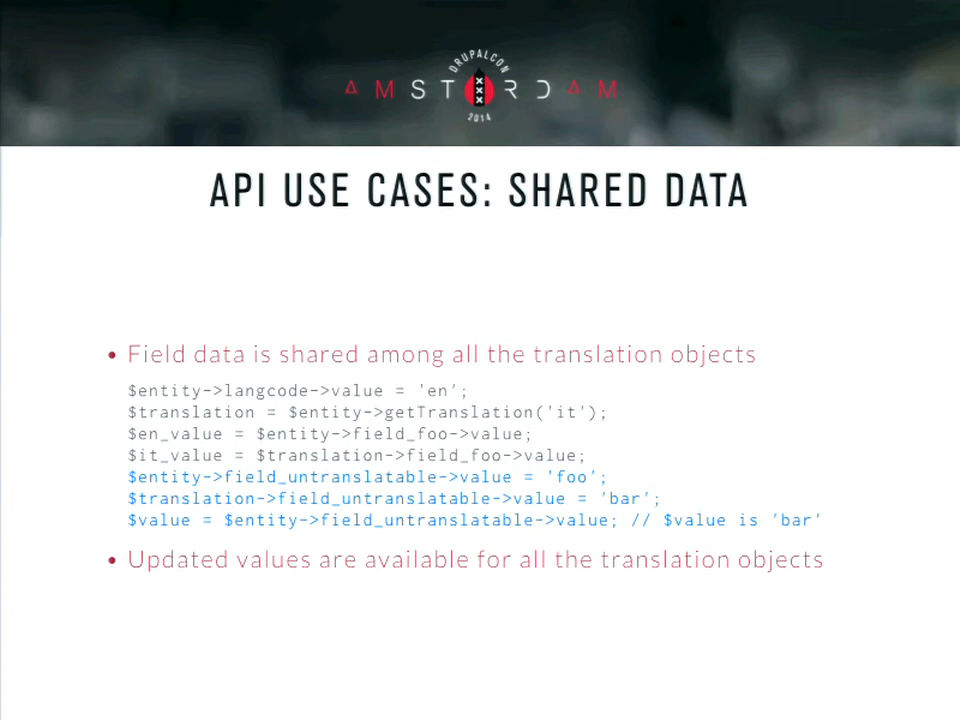 DRUPALCON
AMSTERDAM
2014
API USE CASES: SHARED DATA
• Field data is shared among all the translation objects
$entity->langcode->value = 'en';
$translation = $entity->getTranslation('it');
$en_value = $entity->field_foo->value;
$it_value = $translation->field_foo->value;
$entity->field_untranslatable->value = 'foo';
$translation->field_untranslatable->value = 'bar';
$value = $entity->field_untranslatable->value; // $value is 'bar'
• Updated values are available for all the translation objects